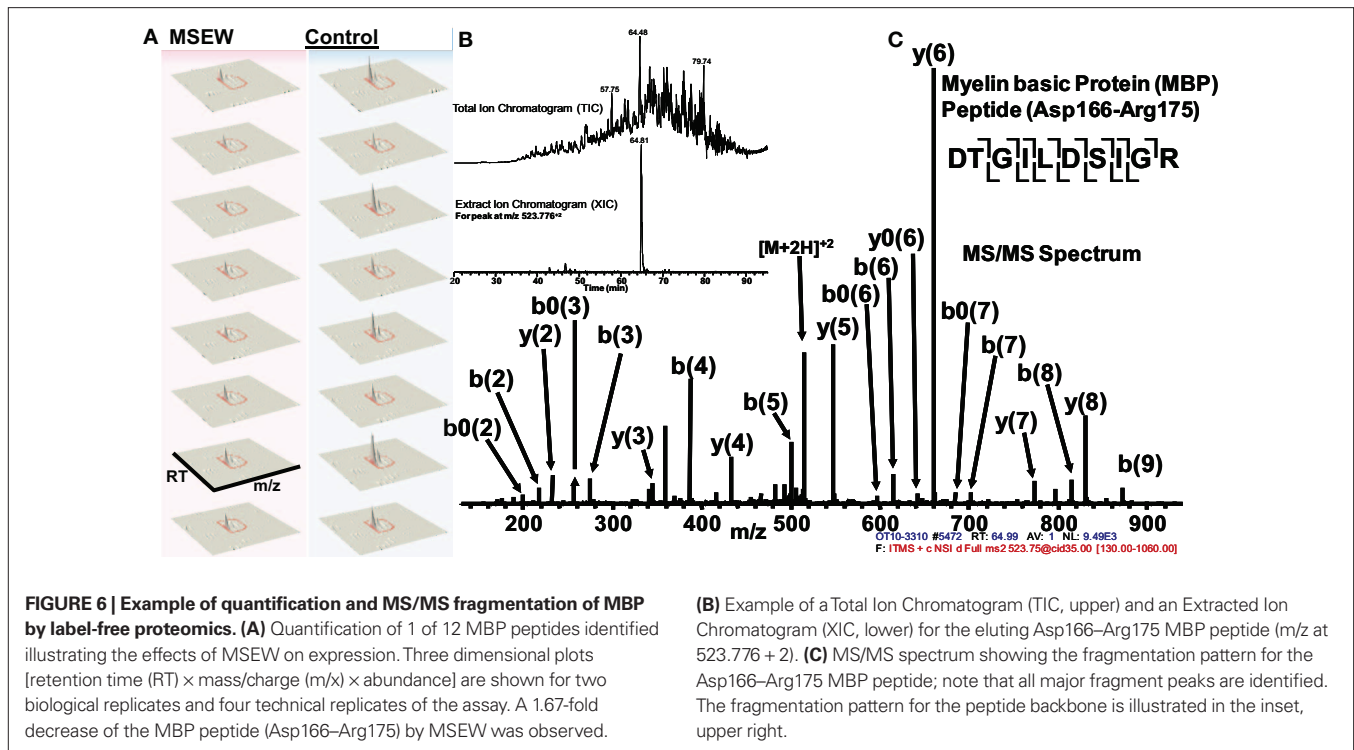 A MSEW Control
RT
m/z
B
64.48
79.74
57.75
Total Ion Chromatogram (TIC)
64.81
Extract Ion Chromatogram (XIC)
For peak at m/z 523.776+2
20 30 40 50 60 70 80 90
Time (min)
C
y(6)
Myelin basic Protein (MBP)
Peptide (Asp166-Arg175)
DTGILDSIGR
MS/MS Spectrum
[M+2H]+2
y0(6)
b(6)
b0(6)
b0(3)
y(2)
b(3)
y(5)
b0(7)
b(7)
b(2)
b(4)
b(8)
b(5)
y(8)
b0(2)
y(3)
y(4)
y(7)
b(9)
200 300 400 500 600 700 800 900
m/z
OT10-3310 #5472 RT: 64.99 AV: 1 NL: 9.49E3
F: ITMS + c NSI d Full ms2 523.75@cid35.00 [130.00-1060.00]
FIGURE 6 | Example of quantification and MS/MS fragmentation of MBP
by label-free proteomics. (A) Quantification of 1 of 12 MBP peptides identified
illustrating the effects of MSEW on expression. Three dimensional plots
[retention time (RT) × mass/charge (m/x) × abundance] are shown for two
biological replicates and four technical replicates of the assay. A 1.67-fold
decrease of the MBP peptide (Asp166–Arg175) by MSEW was observed.
(B) Example of a Total Ion Chromatogram (TIC, upper) and an Extracted Ion
Chromatogram (XIC, lower) for the eluting Asp166–Arg175 MBP peptide (m/z at
523.776 + 2). (C) MS/MS spectrum showing the fragmentation pattern for the
Asp166–Arg175 MBP peptide; note that all major fragment peaks are identified.
The fragmentation pattern for the peptide backbone is illustrated in the inset,
upper right.